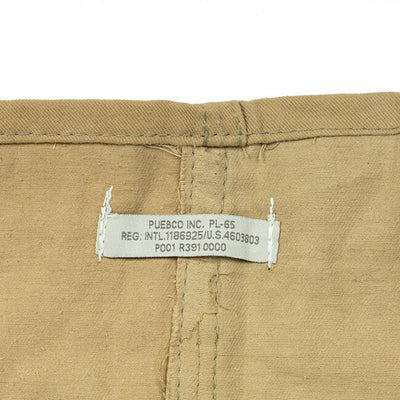 PUEBCO INC. PL-65
REG: INTL.1186925/U.S.4603803
P001 R391 0000